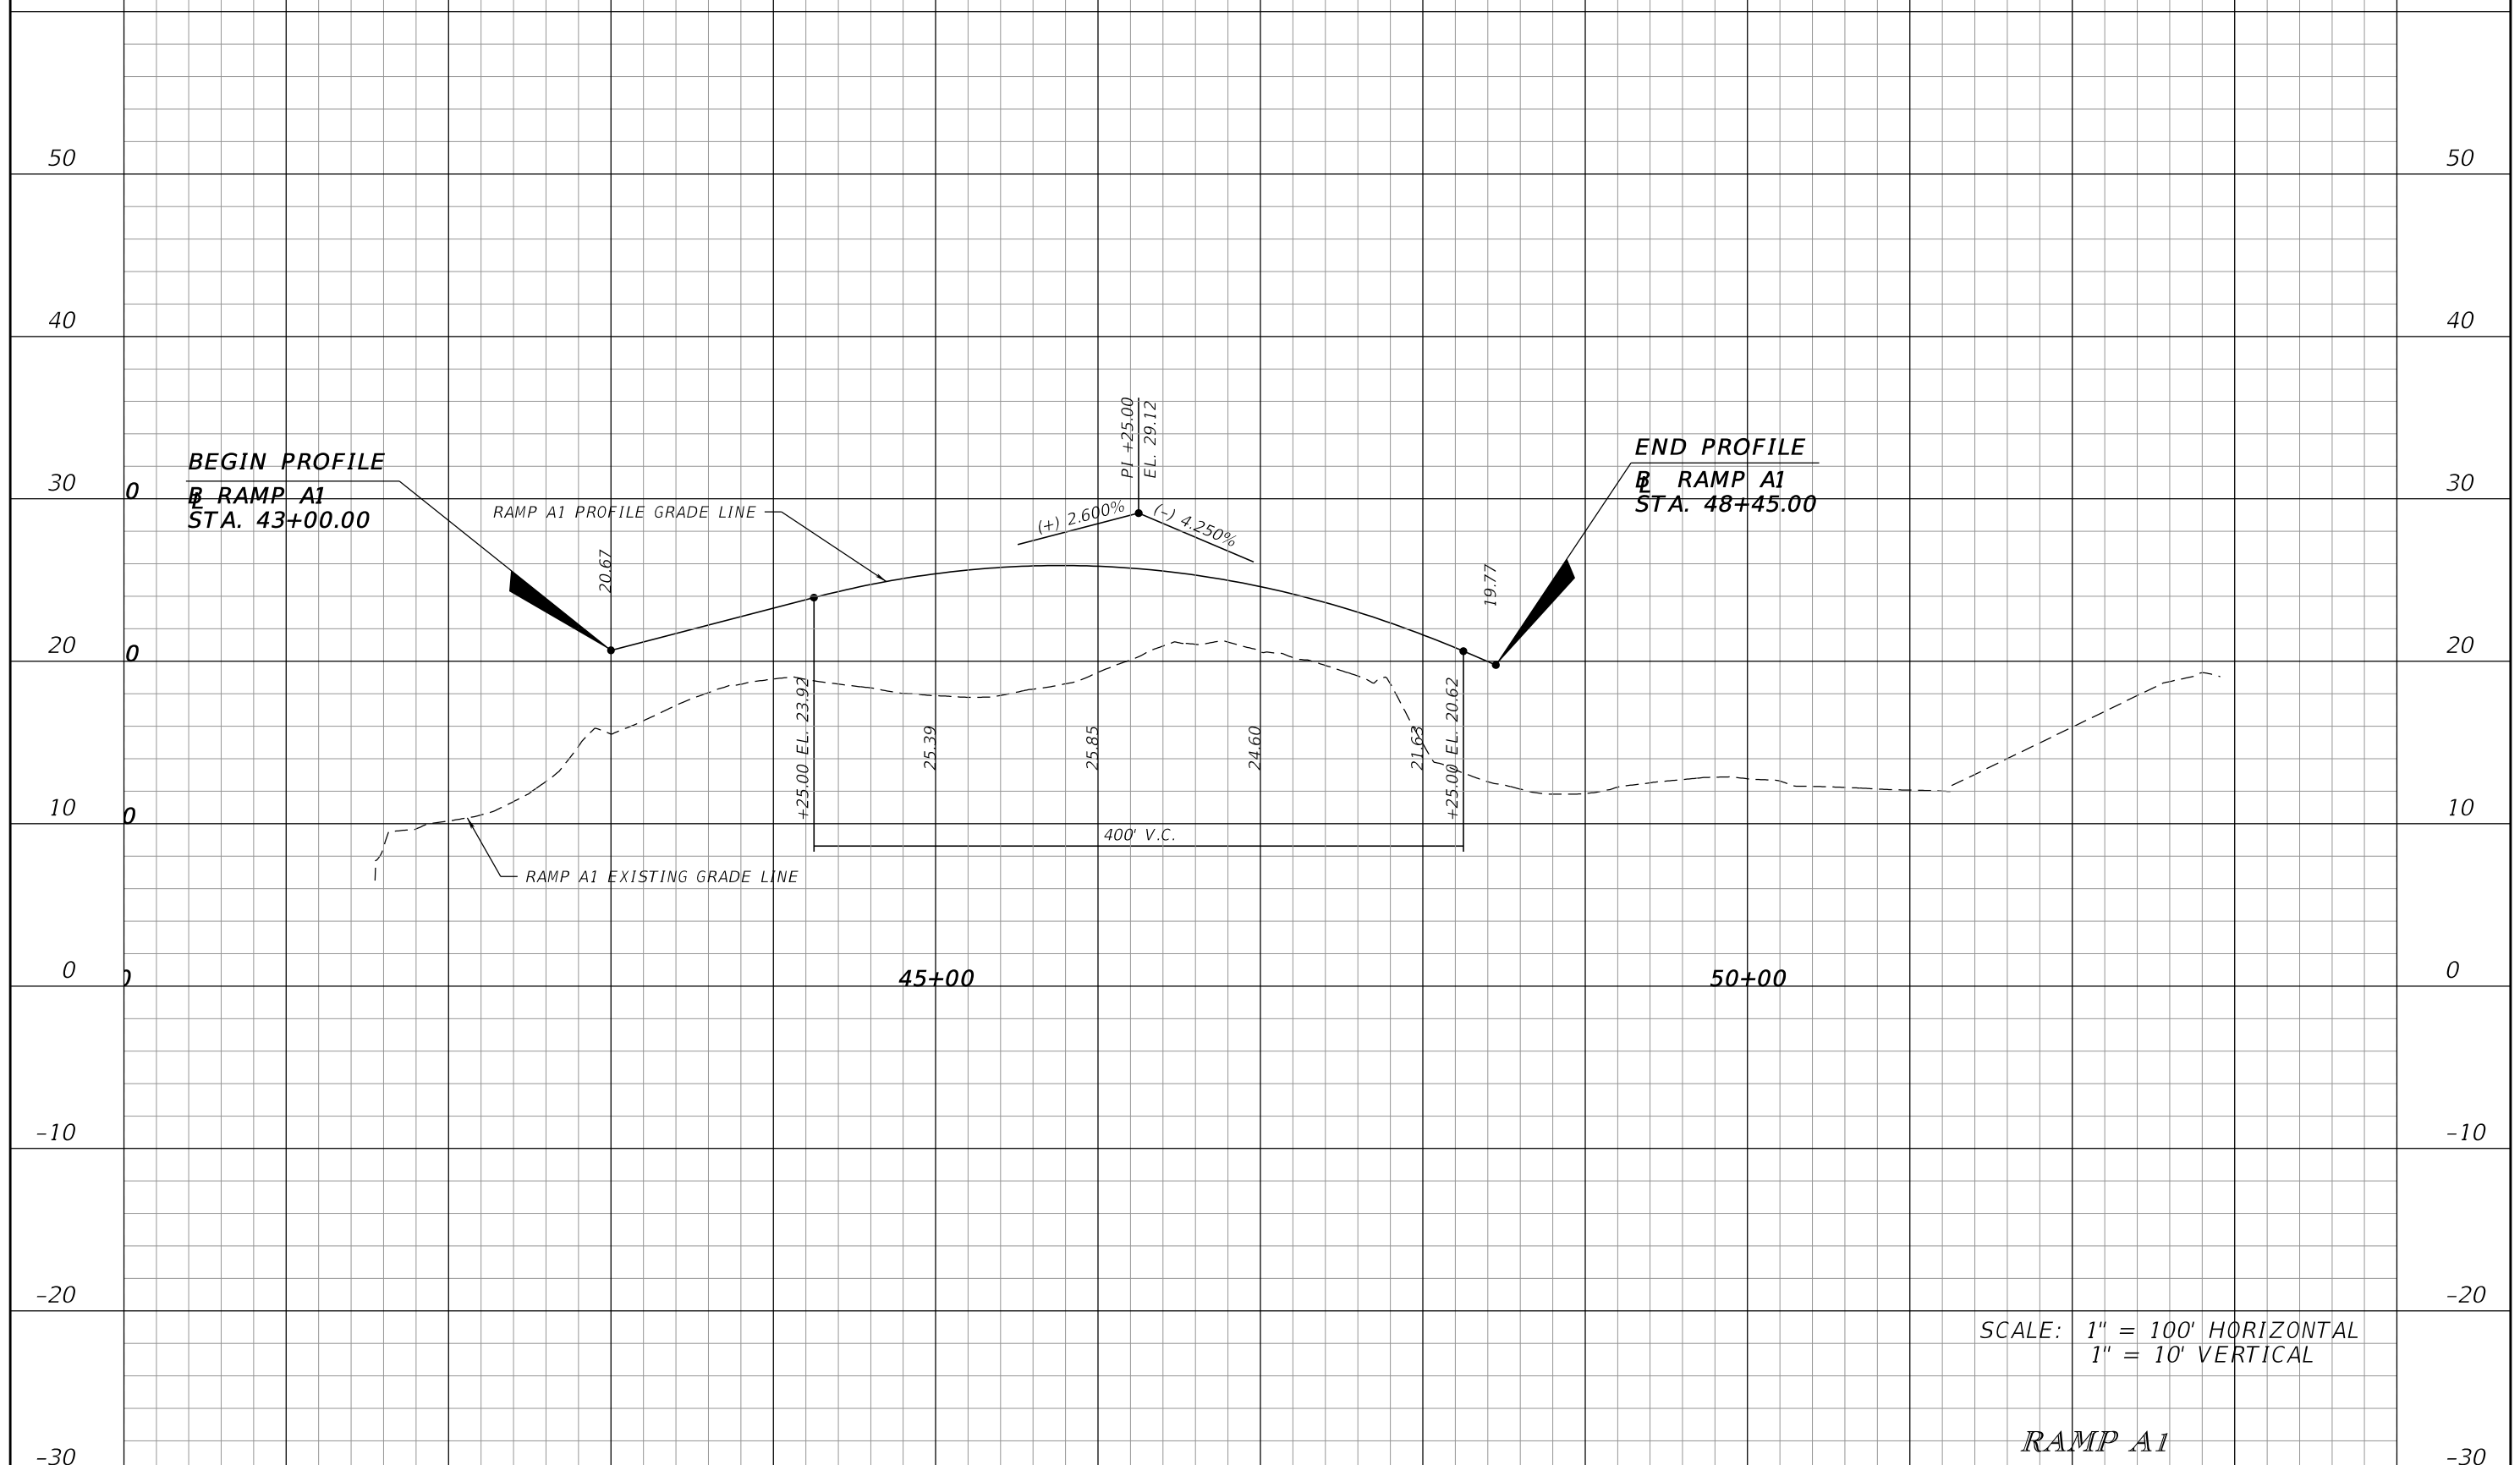 50
50
40
40
PI +25.00
EL. 29.12
END PROFILE
BEGIN PROFILE
BL RAMP A1
STA. 48+45.00
30
0
BL RAMP A1
STA. 43+00.00
30
RAMP A1 PROFILE GRADE LINE
(+) 2.600%
(-) 4.250%
20.67
19.77
20
0
20
+25.00 EL. 23.92
25.39
25.85
24.60
21.63
+25.00 EL. 20.62
10
0
10
400' V.C.
RAMP A1 EXISTING GRADE LINE
0
45+00
50+00
0
-10
-10
-20
-20
SCALE: 1" = 100' HORIZONTAL
1" = 10' VERTICAL
RAMP A1
-30
-30